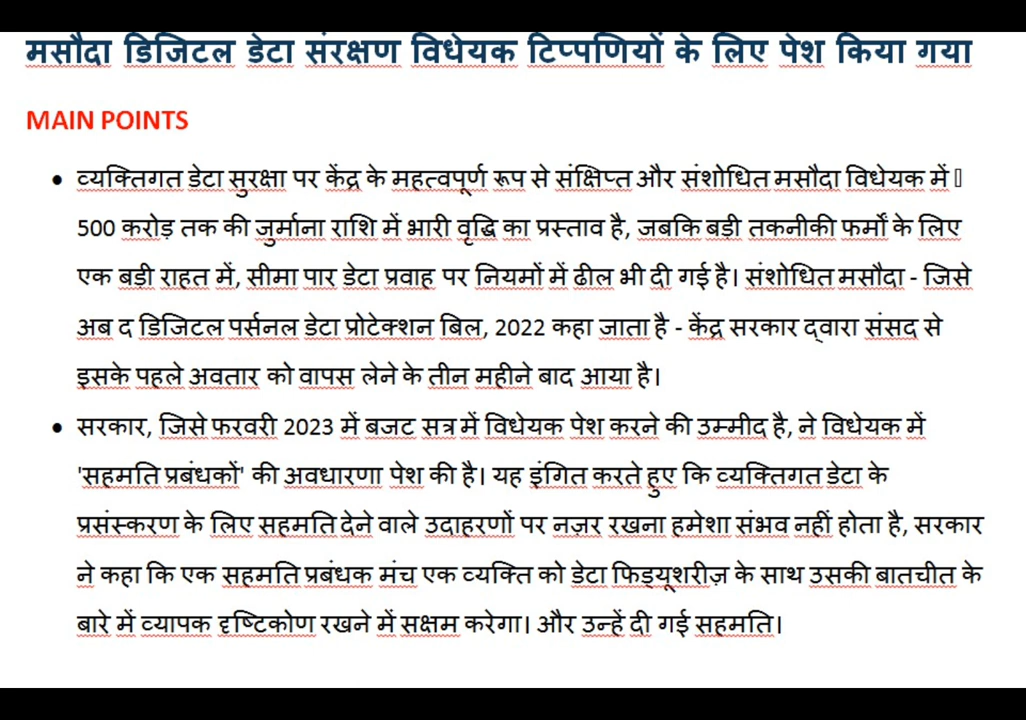 मसौदा डिजिटल डेटा संरक्षण विधेयक टिप्पणियों के लिए पेश किया गया
MAIN POINTS
• व्यक्तिगत डेटा सुरक्षा पर केंद्र के महत्वपूर्ण रूप से संक्षिप्त और संशोधित मसौदा विधेयक में
500 करोड़ तक की जुर्माना राशि में भारी वृद्धि का प्रस्ताव है, जबकि बड़ी तकनीकी फर्मों के लिए
एक बड़ी राहत में, सीमा पार डेटा प्रवाह पर नियमों में ढील भी दी गई है। संशोधित मसौदा - जिसे
अब द डिजिटल पर्सनल डेटा प्रोटेक्शन बिल, 2022 कहा जाता है - केंद्र सरकार द्वारा संसद से
इसके पहले अवतार को वापस लेने के तीन महीने बाद आया है।
• सरकार, जिसे फरवरी 2023 में बजट सत्र में विधेयक पेश करने की उम्मीद है, ने विधेयक में
'सहमति प्रबंधकों' की अवधारणा पेश की है। यह इंगित करते हुए कि व्यक्तिगत डेटा के
प्रसंस्करण के लिए सहमति देने वाले उदाहरणों पर नज़र रखना हमेशा संभव नहीं होता है, सरकार
ने कहा कि एक सहमति प्रबंधक मंच एक व्यक्ति को डेटा फिड्यूशरीज़ के साथ उसकी बातचीत के
बारे में व्यापक दृष्टिकोण रखने में सक्षम करेगा। और उन्हें दी गई सहमति।